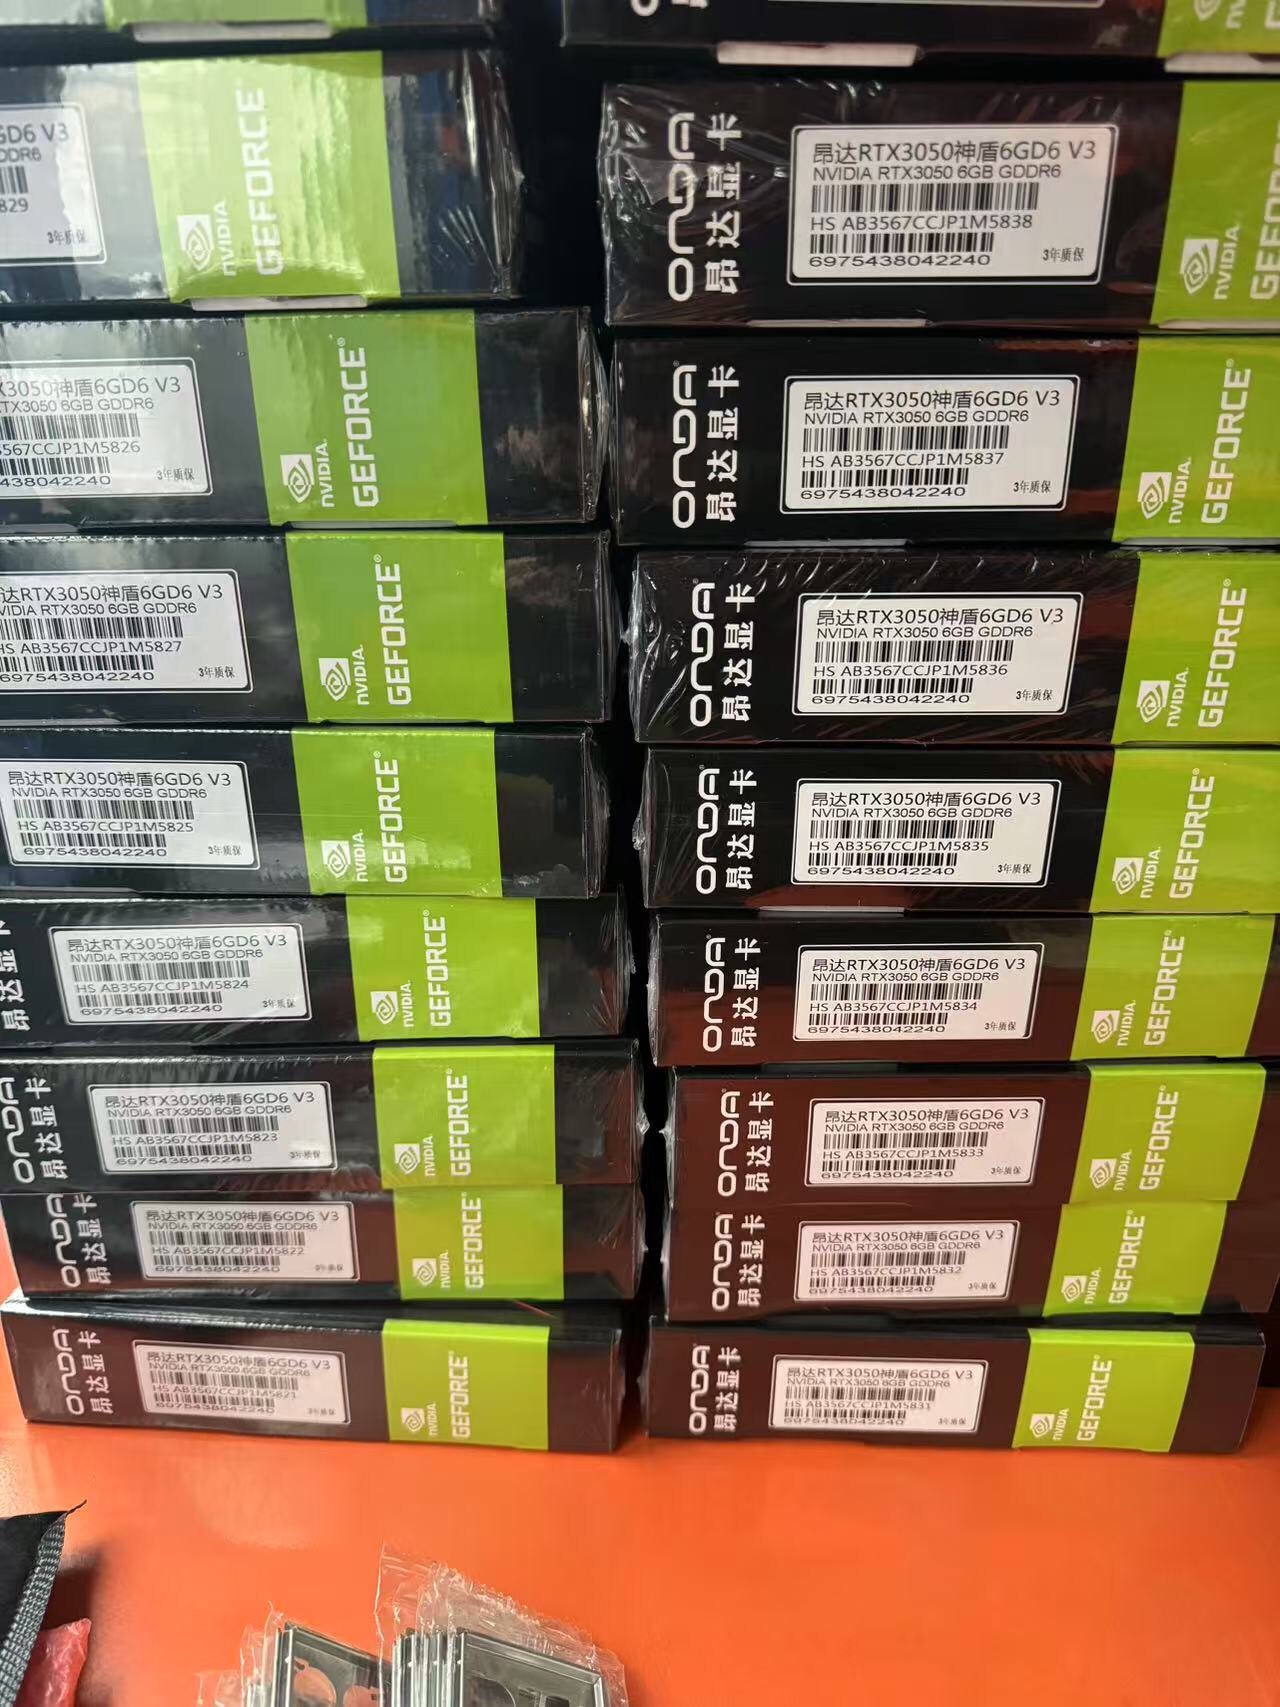 GD6 V3
DDR6
829
3年质保
nVIDIA.
GEFORCE
X3050神盾6GD6 V3
RTX3050 6GB GDDR6
3567CCJP1M5826
438042240
3年质保
nVIDIA.
GEFORCE®
达RTX3050神盾6GD6 V3
VIDIA RTX3050 6GB GDDR6
HS AB3567CCJP1M5827
6975438042240
3年质保
nVIDIA.
GEFORCE®
昂达RTX3050神盾6GD6 V3
NVIDIA RTX3050 6GB GDDR6
HS AB3567CCJP1M5825
6975438042240
3年质保
nVIDIA.
GEFORCE®
昂达显卡
昂达RTX3050神盾6GD6 V3
NVIDIA RTX3050 6GB GDDR6
HS AB3567CCJP1M5824
6975438042240
3年质保
nVIDIA.
GEFORCE®
ONDA
昂达显卡
昂达RTX3050神盾6GD6 V3
NVIDIA RTX3050 6GB GDDR6
HS AB3567CCJP1M5823
6975438042240
3年质保
nVIDIA.
GEFORCE®
ONDA
昂达显卡
昂达RTX3050神盾6GD6 V3
NVIDIA RTX3050 6GB GDDR6
HS AB3567CCJP1M5822
6975438042240
3年质保
nVIDIA.
GEFORCE®
ONDA
昂达显卡
昂达RTX3050神盾6GD6 V3
NVIDIA RTX3050 6GB GDDR6
HS AB3567CCJP1M5821
6975438042240
3年质保
nVIDIA.
GEFORCE®
ONDA
昂达显卡
昂达RTX3050神盾6GD6 V3
NVIDIA RTX3050 6GB GDDR6
HS AB3567CCJP1M5838
6975438042240
3年质保
nVIDIA.
GEFORCE
ONDA
昂达显卡
昂达RTX3050神盾6GD6 V3
NVIDIA RTX3050 6GB GDDR6
HS AB3567CCJP1M5837
6975438042240
3年质保
nVIDIA.
GEFORCE®
ONDA
昂达显卡
昂达RTX3050神盾6GD6 V3
NVIDIA RTX3050 6GB GDDR6
HS AB3567CCJP1M5836
6975438042240
3年质保
nVIDIA.
GEFORCE®
ONDA
昂达显卡
昂达RTX3050神盾6GD6 V3
NVIDIA RTX3050 6GB GDDR6
HS AB3567CCJP1M5835
6975438042240
3年质保
nVIDIA.
GEFORCE®
ONDA
昂达显卡
昂达RTX3050神盾6GD6 V3
NVIDIA RTX3050 6GB GDDR6
HS AB3567CCJP1M5834
6975438042240
3年质保
nVIDIA.
GEFORCE®
ONDA
昂达显卡
昂达RTX3050神盾6GD6 V3
NVIDIA RTX3050 6GB GDDR6
HS AB3567CCJP1M5833
6975438042240
3年质保
nVIDIA.
GEFORCE®
ONDA
昂达显卡
昂达RTX3050神盾6GD6 V3
NVIDIA RTX3050 6GB GDDR6
HS AB3567CCJP1M5832
6975438042240
3年质保
nVIDIA.
GEFORCE®
ONDA
昂达显卡
昂达RTX3050神盾6GD6 V3
NVIDIA RTX3050 6GB GDDR6
HS AB3567CCJP1M5831
6975438042240
3年质保
nVIDIA.
GEFORCE®